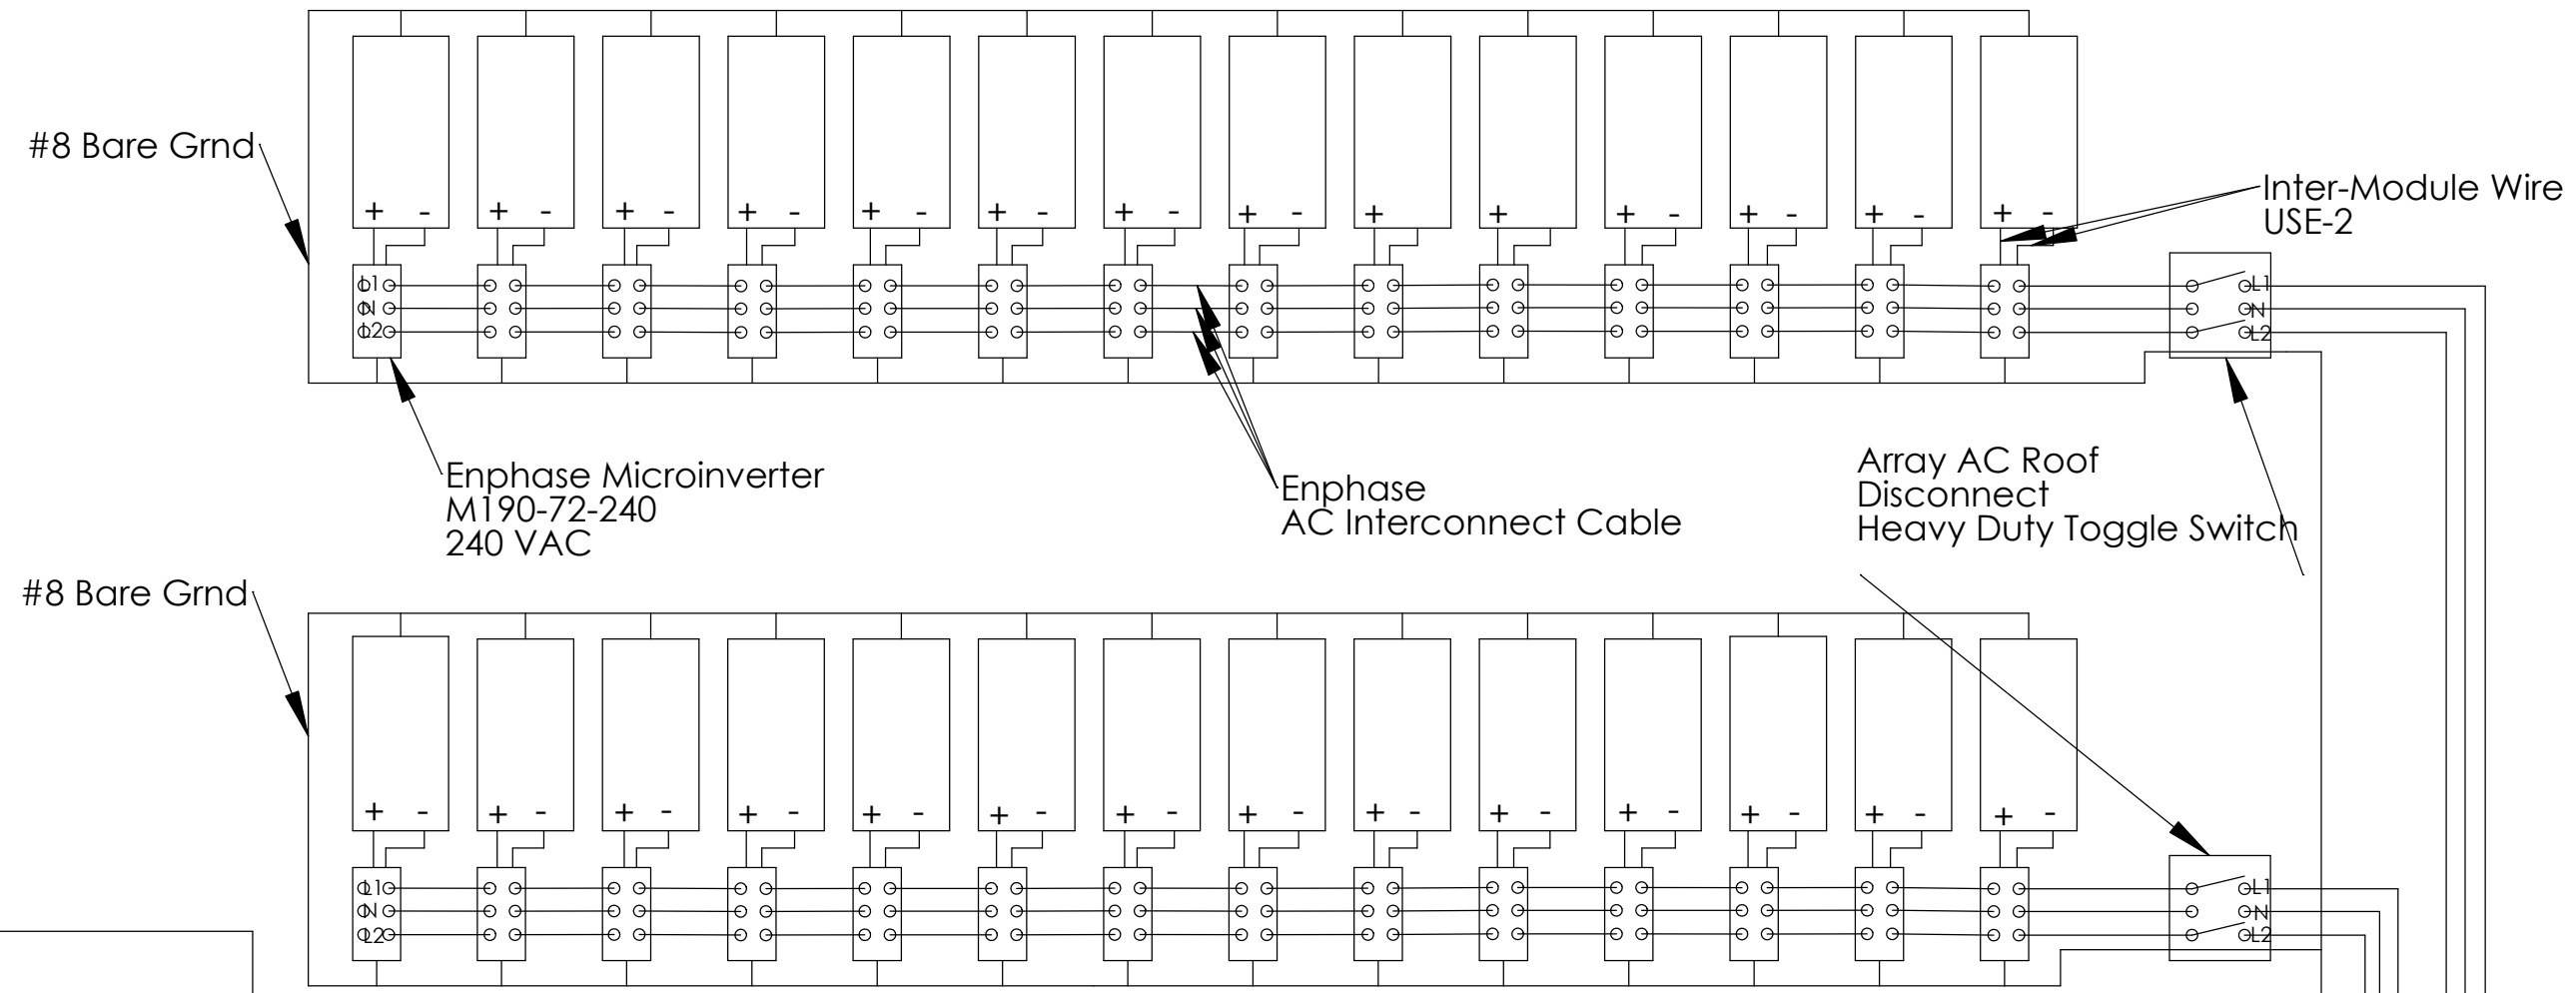 #8 Bare Grnd
+ - + - + - + - + - + - + - + - + + + - + - + - + -
Inter-Module Wire
USE-2
L1
N
L2
L1
N
L2
Enphase Microinverter
M190-72-240
240 VAC
Enphase
AC Interconnect Cable
Array AC Roof
Disconnect
Heavy Duty Toggle Switch
#8 Bare Grnd
+ - + - + - + - + - + - + - + - + - + - + - + - + - + -
L1
N
L2
L1
N
L2